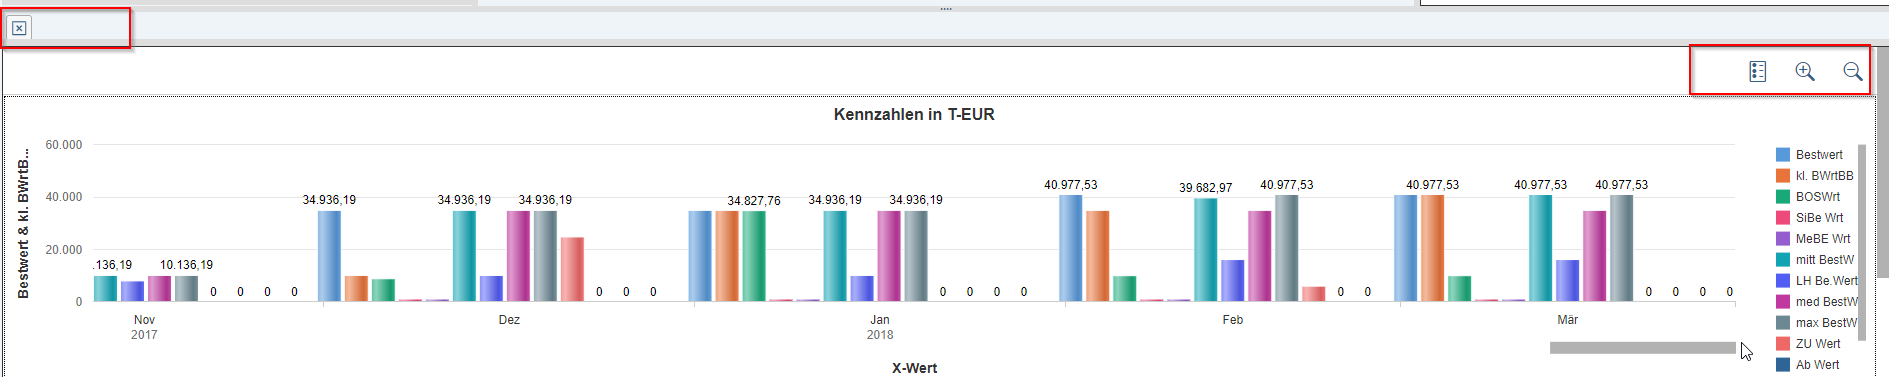 Kennzahlen in T-EUR
Bestwert & kl. BWrtB...
60.000
40.000
20.000
0
.136,19
10.136,19
0 0 0 0
34.936,19
34.936,19
34.936,19
0 0 0
34.827,76
34.936,19
34.936,19
0 0 0 0
40.977,53
39.682,97
40.977,53
0 0
40.977,53
40.977,53
40.977,53
0 0 0 0
Nov
2017
Dez
Jan
2018
Feb
Mär
X-Wert
Bestwert
kl. BWrtBB
BOSWrt
SiBe Wrt
MeBE Wrt
mitt BestW
LH Be.Wert
med BestW
max BestW
ZU Wert
Ab Wert